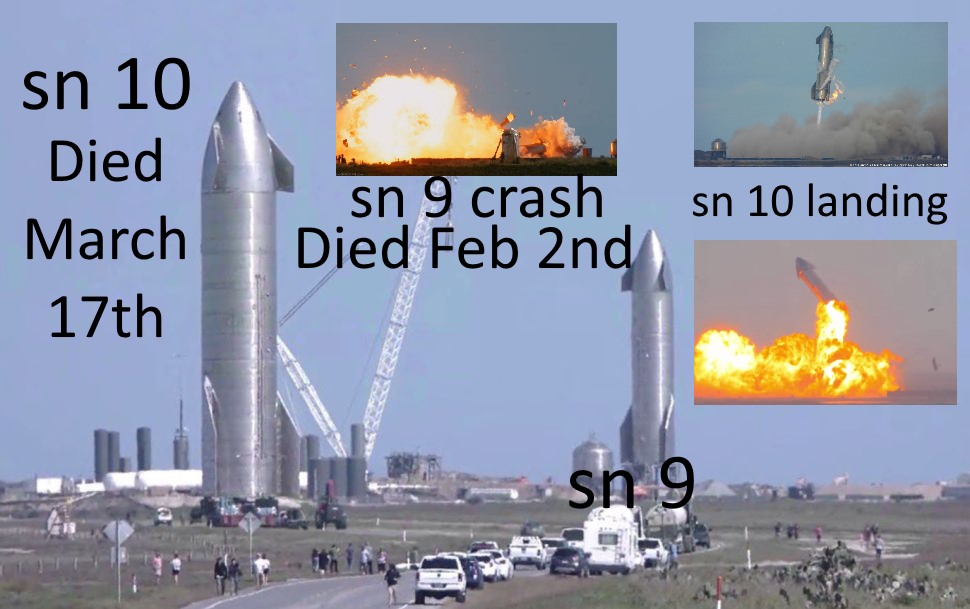 sn 10
Died
March
17th
sn 9 crash
Died Feb 2nd
sn 10 landing
sn 9